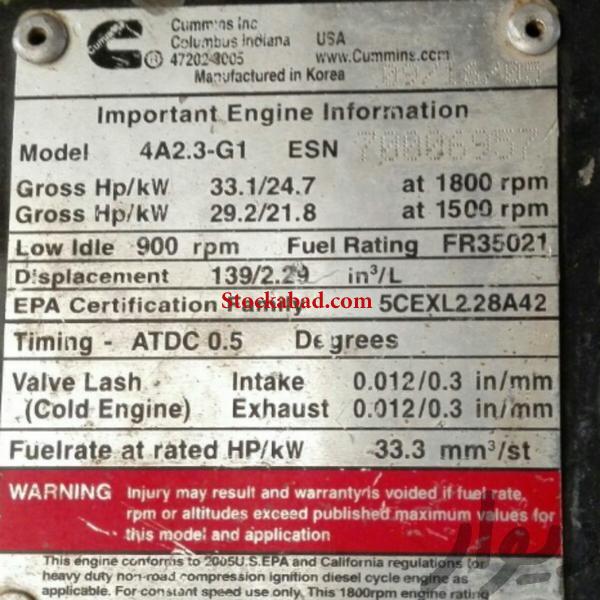 Cummins
Cummins Inc
Columbus Indiana USA
47202-3005 www.Cummins.com
Manufactured in Korea
Important Engine Information
Model 4A2.3-G1 ESN 70006957
Gross Hp/kW 33.1/24.7 at 1800 rpm
Gross Hp/kW 29.2/21.8 at 1500 rpm
Low Idle 900 rpm Fuel Rating FR35021
Displacement 139/2.29 in³/L
Stockabad.com
EPA Certification Family 5CEXL2.28A42
Timing - ATDC 0.5 Degrees
Valve Lash Intake 0.012/0.3 in/mm
(Cold Engine) Exhaust 0.012/0.3 in/mm
Fuelrate at rated HP/kW 33.3 mm³/st
WARNING Injury may result and warranty is voided if fuel rate,
rpm or altitudes exceed published maximum values for
this model and application
This engine conforms to 2005U.S.EPA and California regulations for
heavy duty non-road compression ignition diesel cycle engine as
applicable. For constant speed use only. This 1800rpm engine rating
دیوار